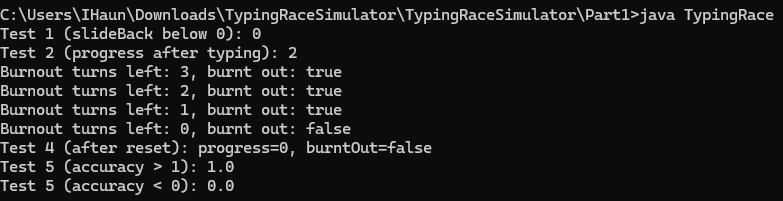 C:\Users\IHaun\Downloads\TypingRaceSimulator\TypingRaceSimulator\Part1>java TypingRace
Test 1 (slideBack below 0): 0
Test 2 (progress after typing): 2
Burnout turns left: 3, burnt out: true
Burnout turns left: 2, burnt out: true
Burnout turns left: 1, burnt out: true
Burnout turns left: 0, burnt out: false
Test 4 (after reset): progress=0, burntOut=false
Test 5 (accuracy > 1): 1.0
Test 5 (accuracy < 0): 0.0